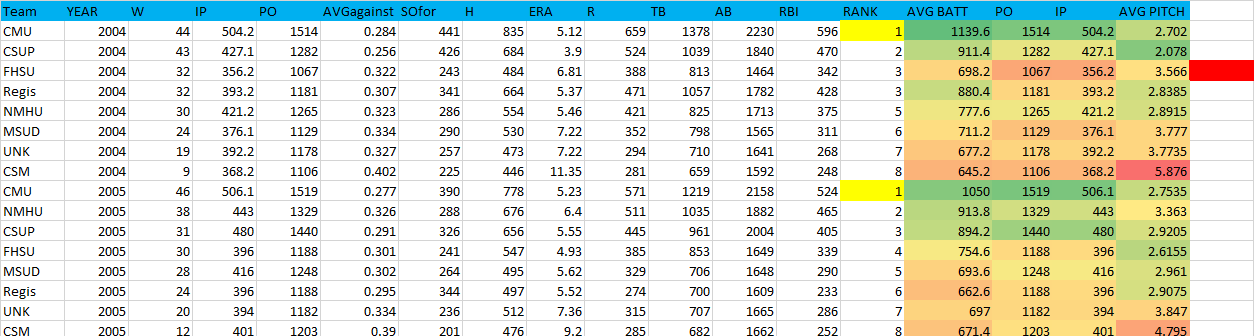 Team YEAR W IP PO AVGagainst SOfor H ERA R TB AB RBI RANK AVG BATT PO IP AVG PITCH
CMU 2004 44 504.2 1514 0.284 441 835 5.12 659 1378 2230 596 1 1139.6 1514 504.2 2.702
CSUP 2004 43 427.1 1282 0.256 426 684 3.9 524 1039 1840 470 2 911.4 1282 427.1 2.078
FHSU 2004 32 356.2 1067 0.322 243 484 6.81 388 813 1464 342 3 698.2 1067 356.2 3.566
Regis 2004 32 393.2 1181 0.307 341 664 5.37 471 1057 1782 428 3 880.4 1181 393.2 2.8385
NMHU 2004 30 421.2 1265 0.323 286 554 5.46 421 825 1713 375 5 777.6 1265 421.2 2.8915
MSUD 2004 24 376.1 1129 0.334 290 530 7.22 352 798 1565 311 6 711.2 1129 376.1 3.777
UNK 2004 19 392.2 1178 0.327 257 473 7.22 294 710 1641 268 7 677.2 1178 392.2 3.7735
CSM 2004 9 368.2 1106 0.402 225 446 11.35 281 659 1592 248 8 645.2 1106 368.2 5.876
CMU 2005 46 506.1 1519 0.277 390 778 5.23 571 1219 2158 524 1 1050 1519 506.1 2.7535
NMHU 2005 38 443 1329 0.326 288 676 6.4 511 1035 1882 465 2 913.8 1329 443 3.363
CSUP 2005 31 480 1440 0.291 326 656 5.55 445 961 2004 405 3 894.2 1440 480 2.9205
FHSU 2005 30 396 1188 0.301 241 547 4.93 385 853 1649 339 4 754.6 1188 396 2.6155
MSUD 2005 28 416 1248 0.302 264 495 5.62 329 706 1648 290 5 693.6 1248 416 2.961
Regis 2005 24 396 1188 0.295 344 497 5.52 274 700 1609 233 6 662.6 1188 396 2.9075
UNK 2005 20 394 1182 0.334 236 512 7.36 315 707 1665 286 7 697 1182 394 3.847
CSM 2005 12 401 1203 0.39 201 476 9.2 285 682 1662 252 8 671.4 1203 401 4.795